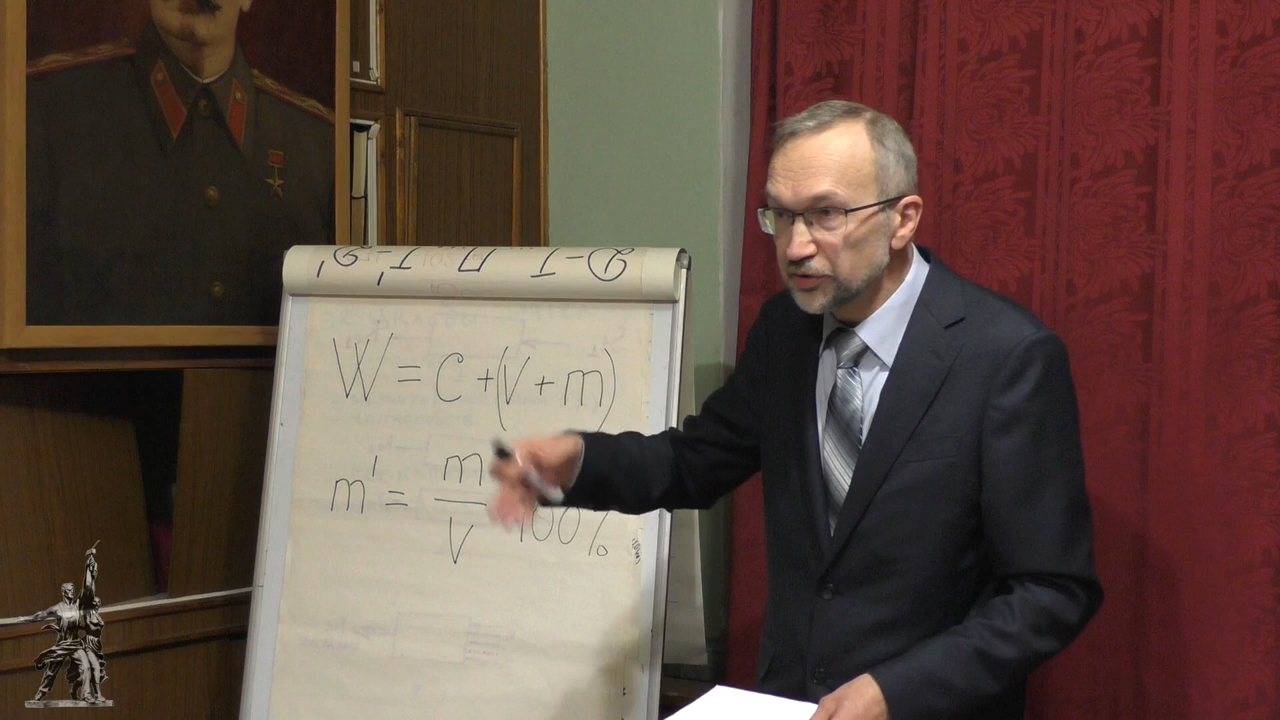 Д-Т П Т'-Д'
W = C + (V + m)
m' = m
V
100%